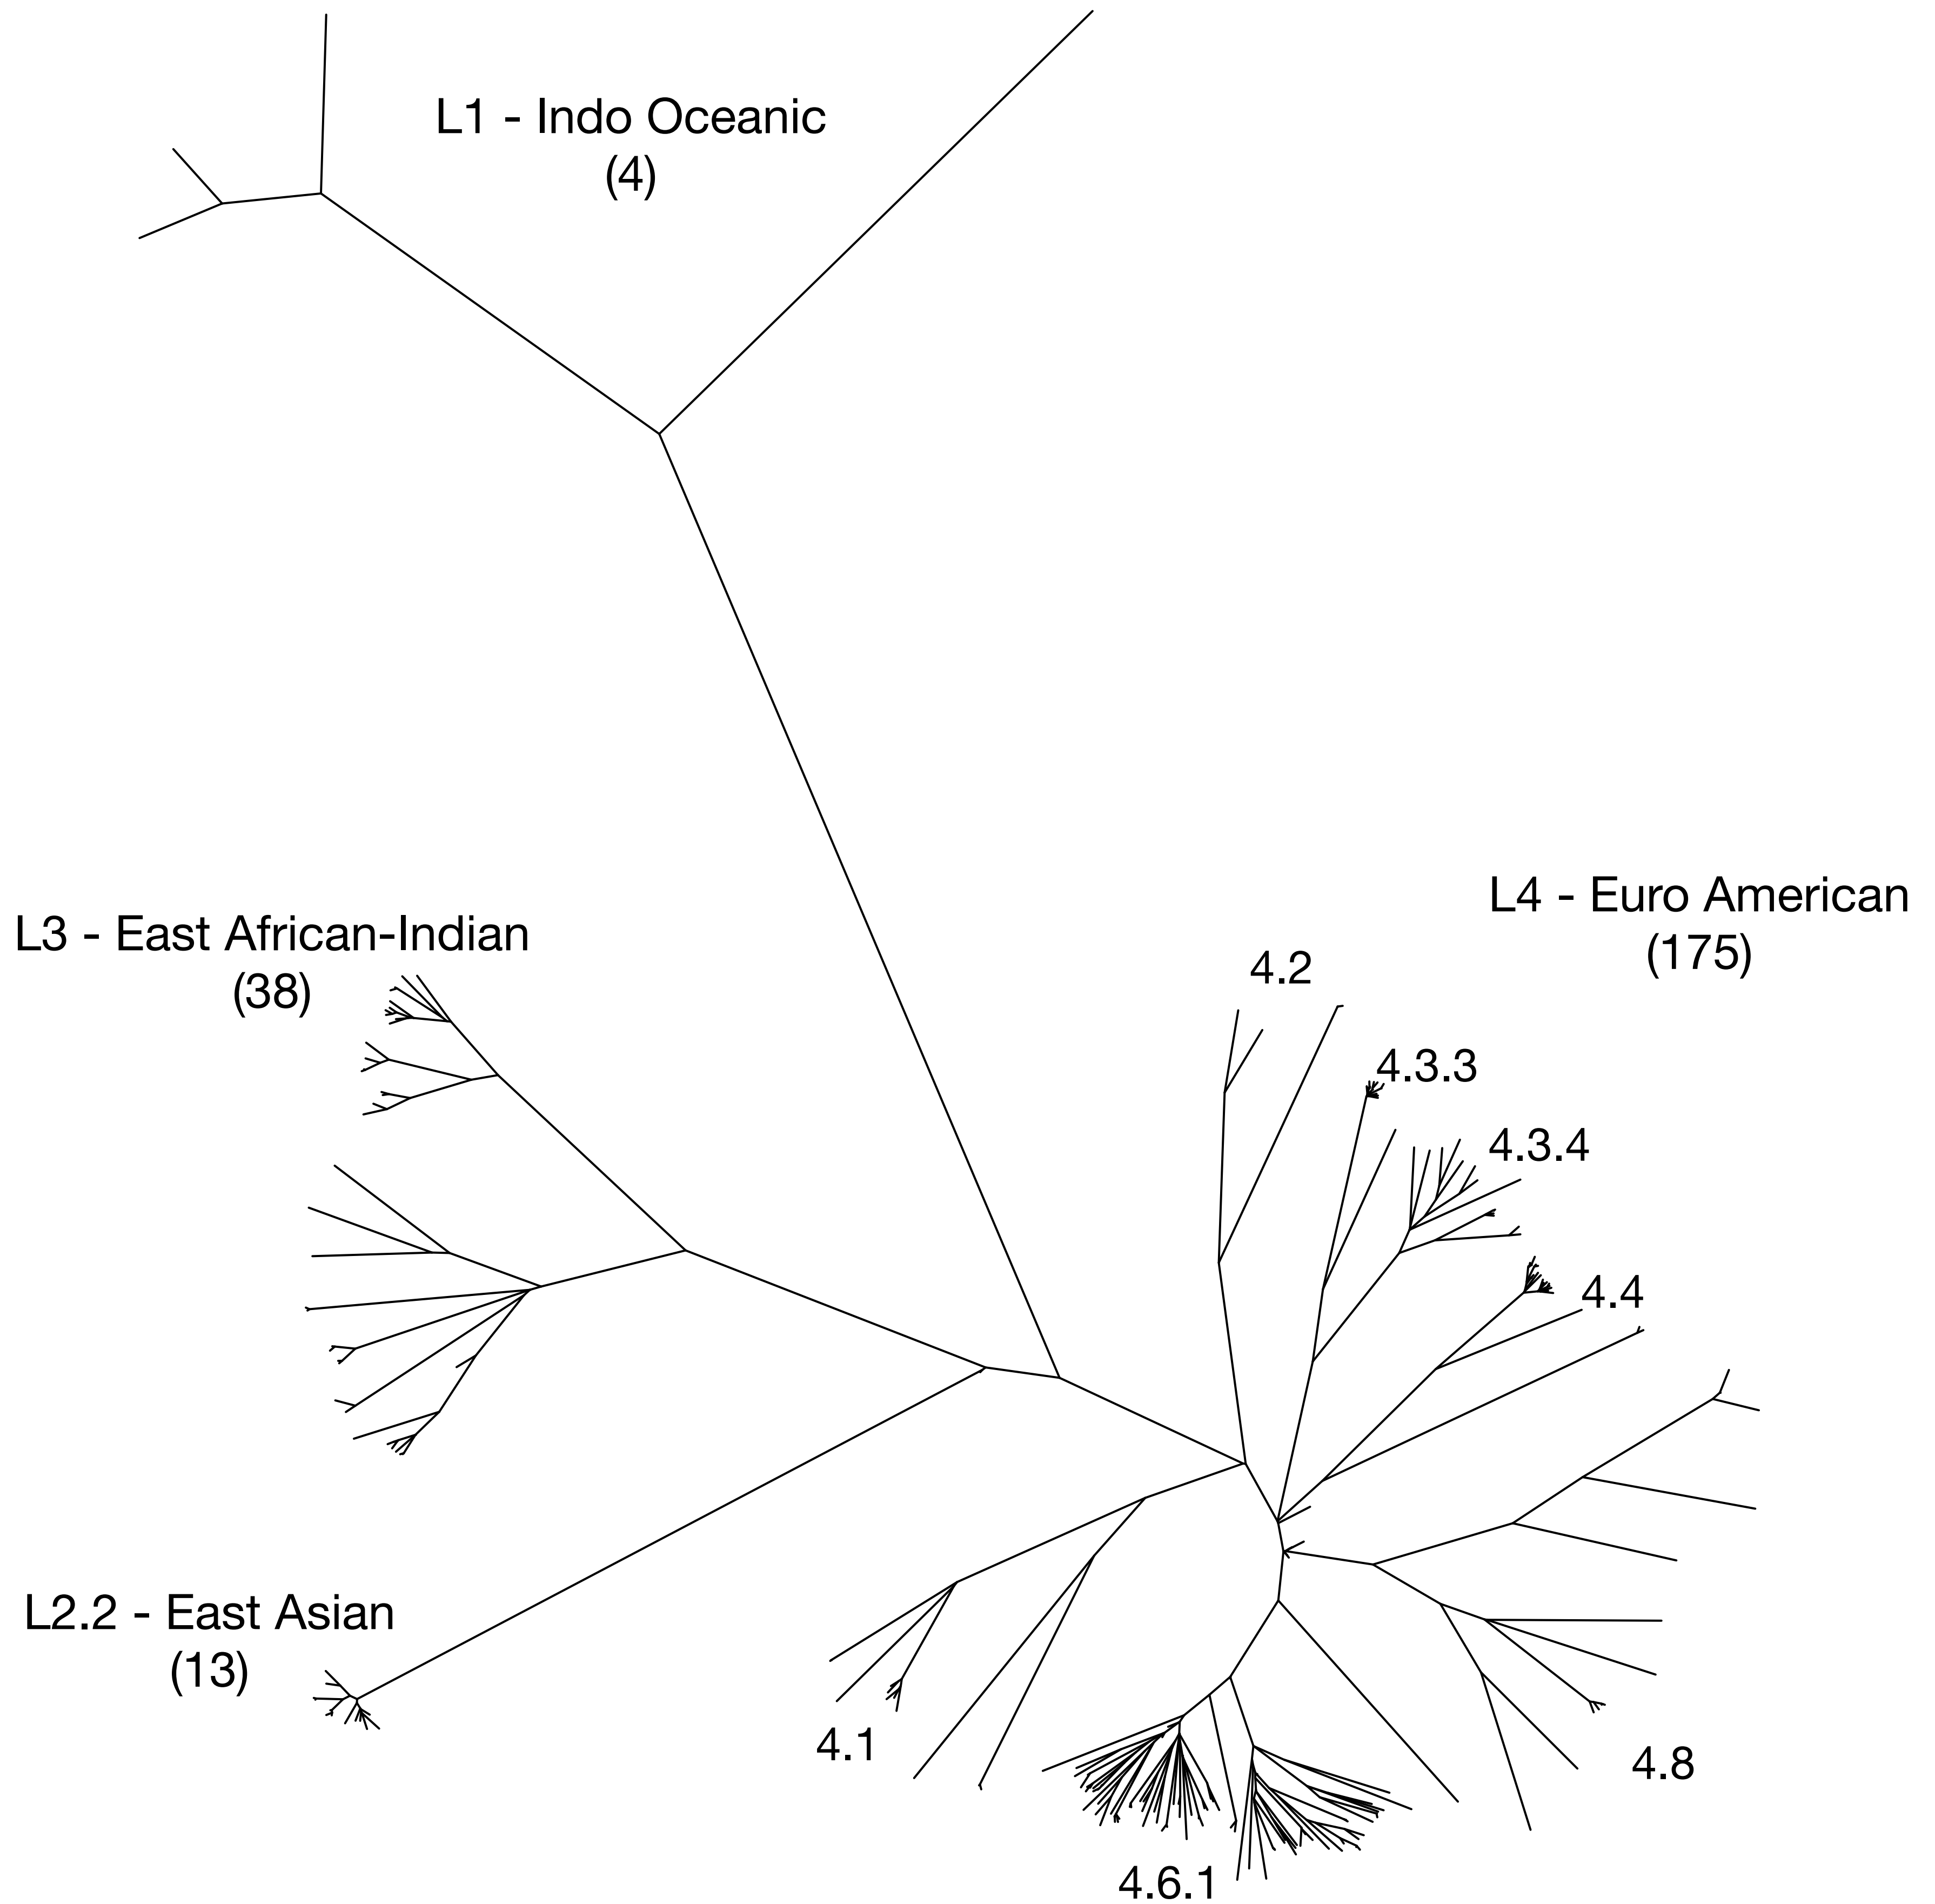 L1 - Indo Oceanic
(4)
L4 - Euro American
(175)
L3 - East African-Indian
(38)
4.2
4.3.3
4.3.4
4.4
L2.2 - East Asian
(13)
4.1
4.8
4.6.1